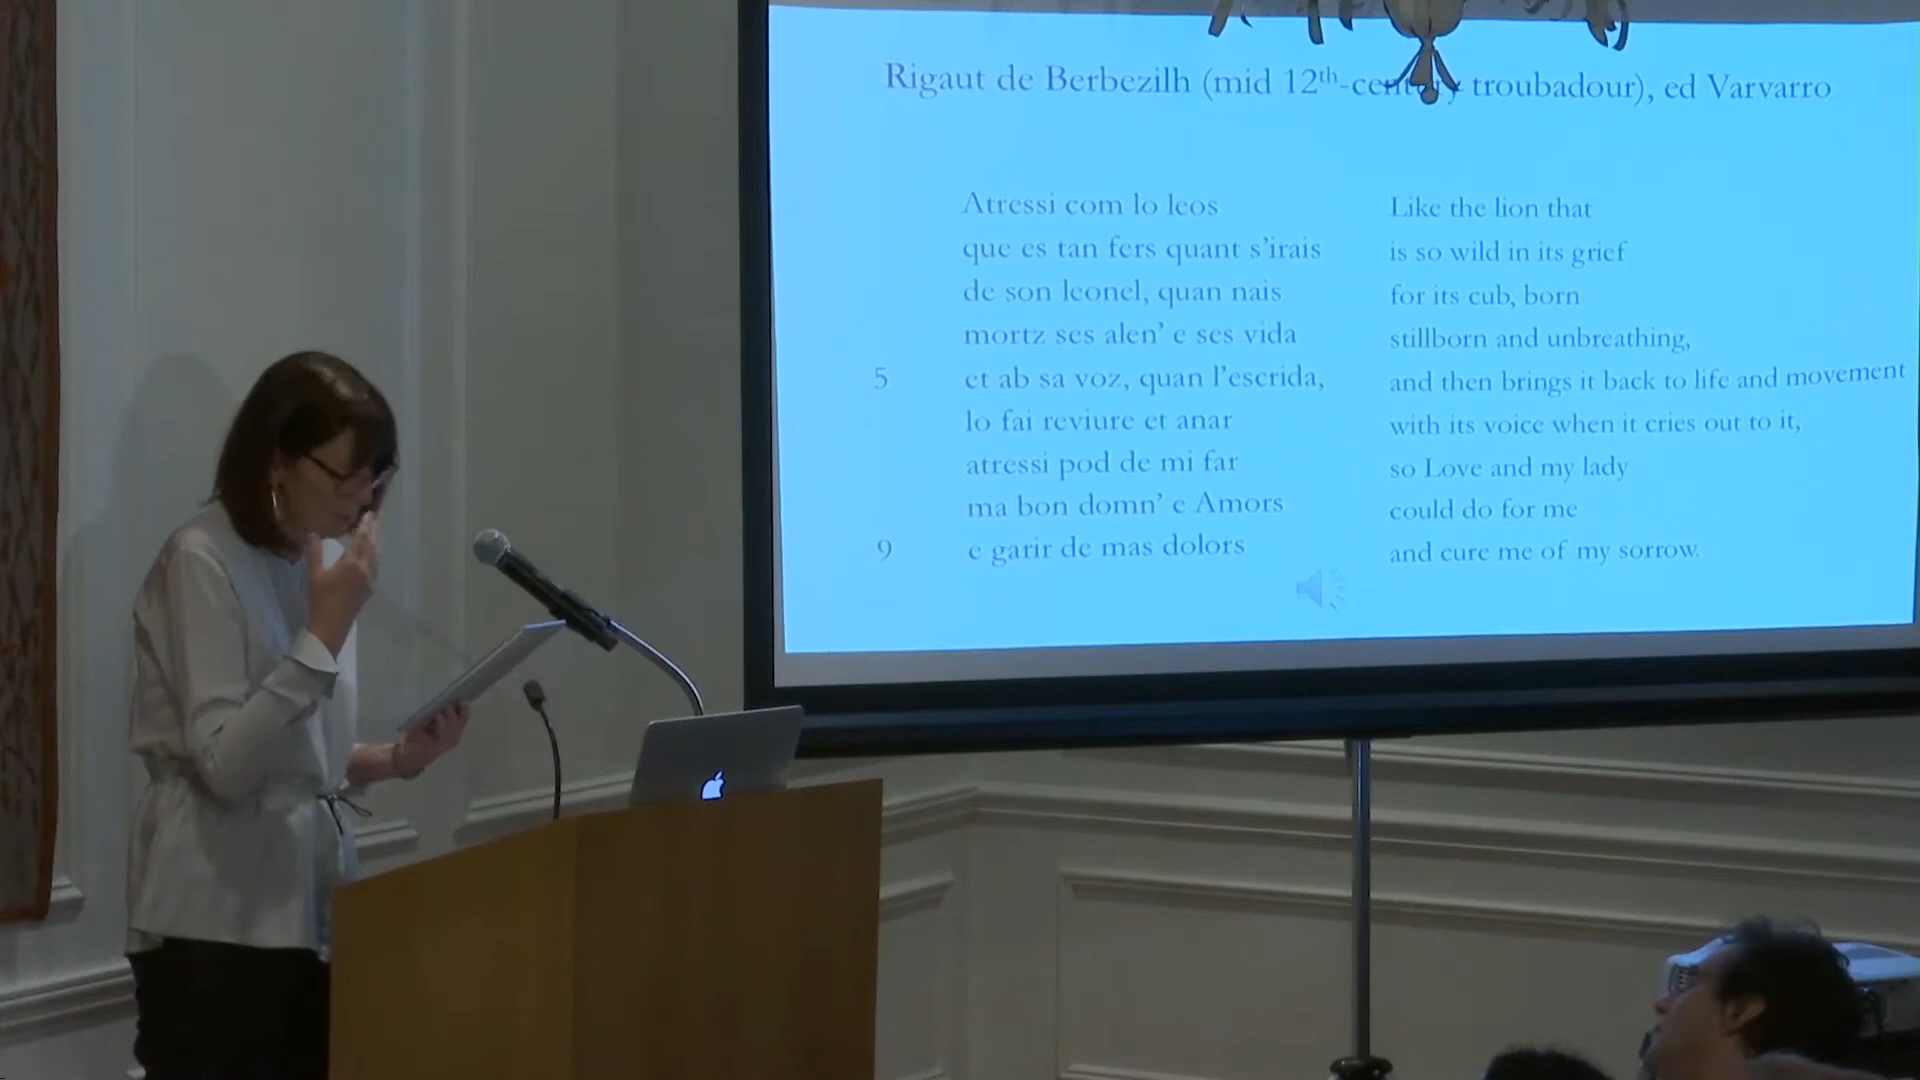 Rigaut de Berbezilh (mid 12th-century troubadour), ed Varvarro
Atressi com lo leos
que es tan fers quant s'irais
de son leonel, quan nais
mortz ses alen' e ses vida
5 et ab sa voz, quan l'escrida,
lo fai reviure et anar
atressi pod de mi far
ma bon domn' e Amors
9 e garir de mas dolors
Like the lion that
is so wild in its grief
for its cub, born
stillborn and unbreathing,
and then brings it back to life and movement
with its voice when it cries out to it,
so Love and my lady
could do for me
and cure me of my sorrow.